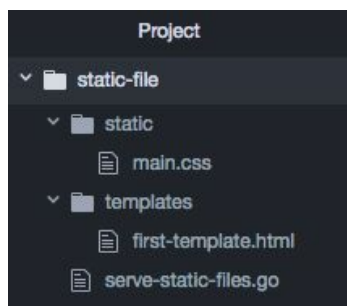 Project
static-file
static
main.css
templates
first-template.html
serve-static-files.go